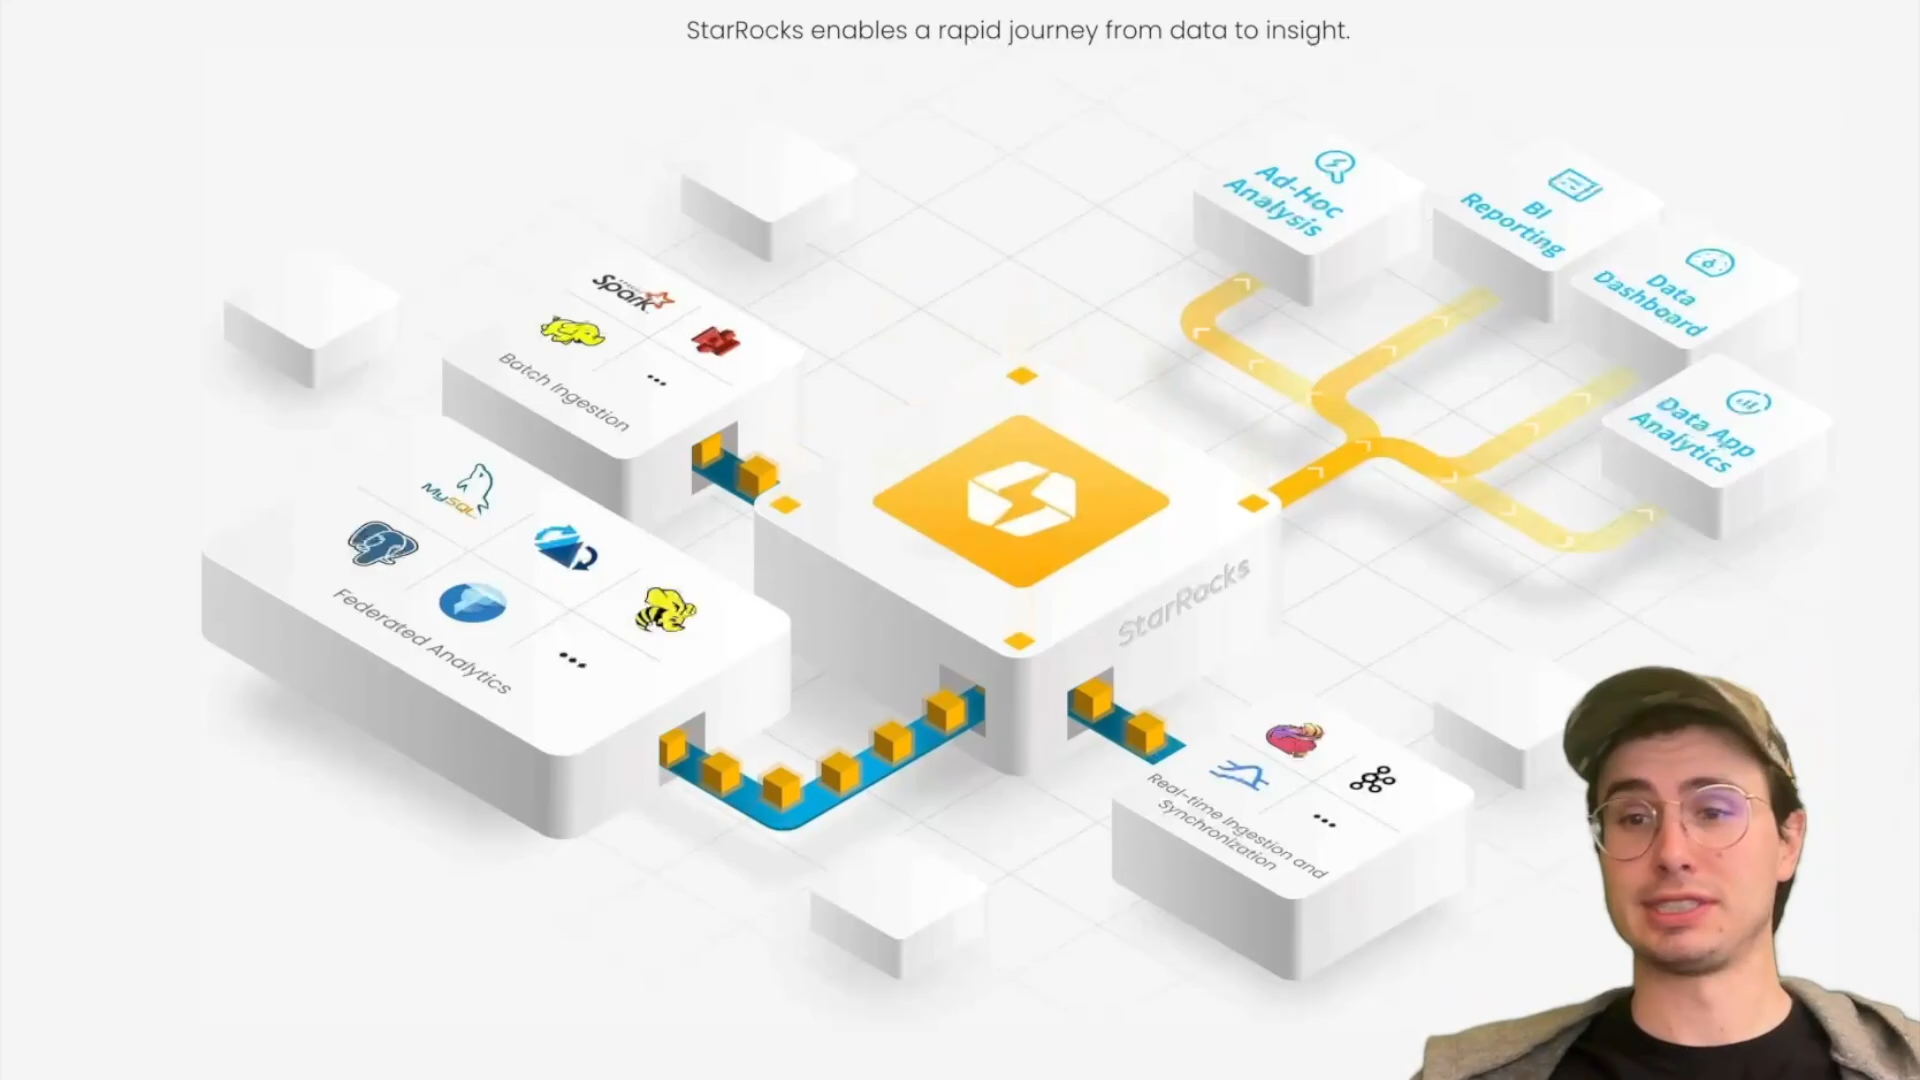 StarRocks enables a rapid journey from data to insight.
Ad-Hoc
Analysis
BI
Reporting
Data
Dashboard
Data App
Analytics
Spark
Batch Ingestion
MySQL
Federated Analytics
StarRocks
Real-time Ingestion and
Synchronization